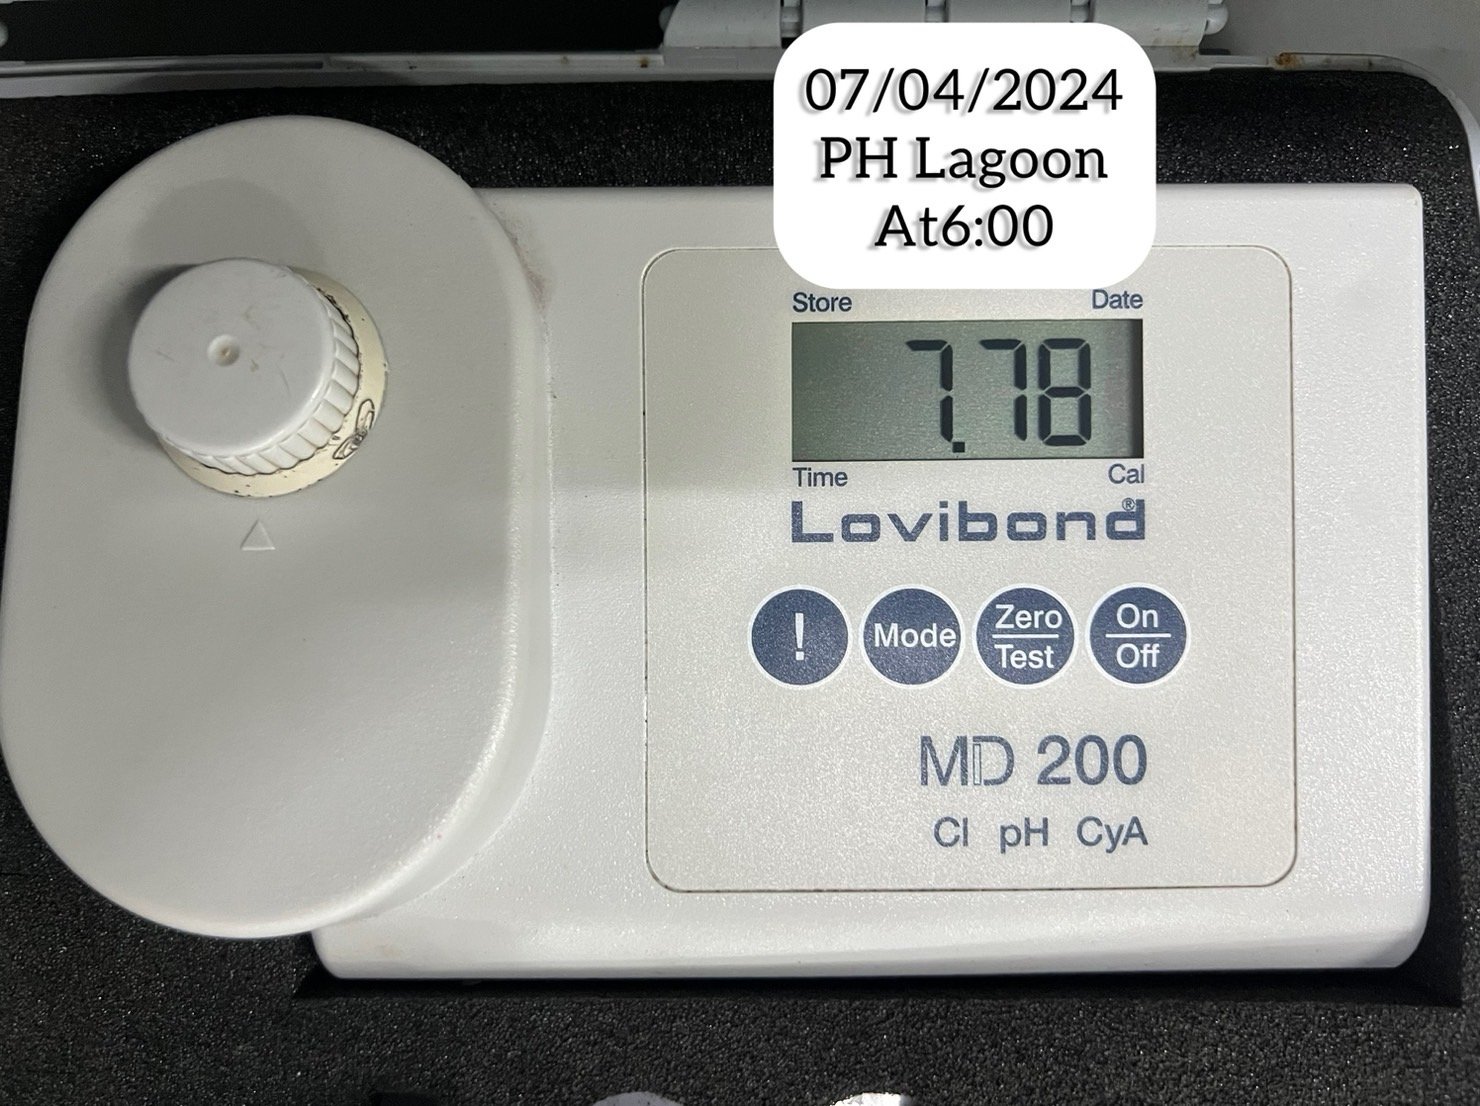 07/04/2024
PH Lagoon
At6:00
Store Date
7.78
Time Cal
Lovibond®
! Mode Zero On
Test Off
MD 200
Cl pH CyA